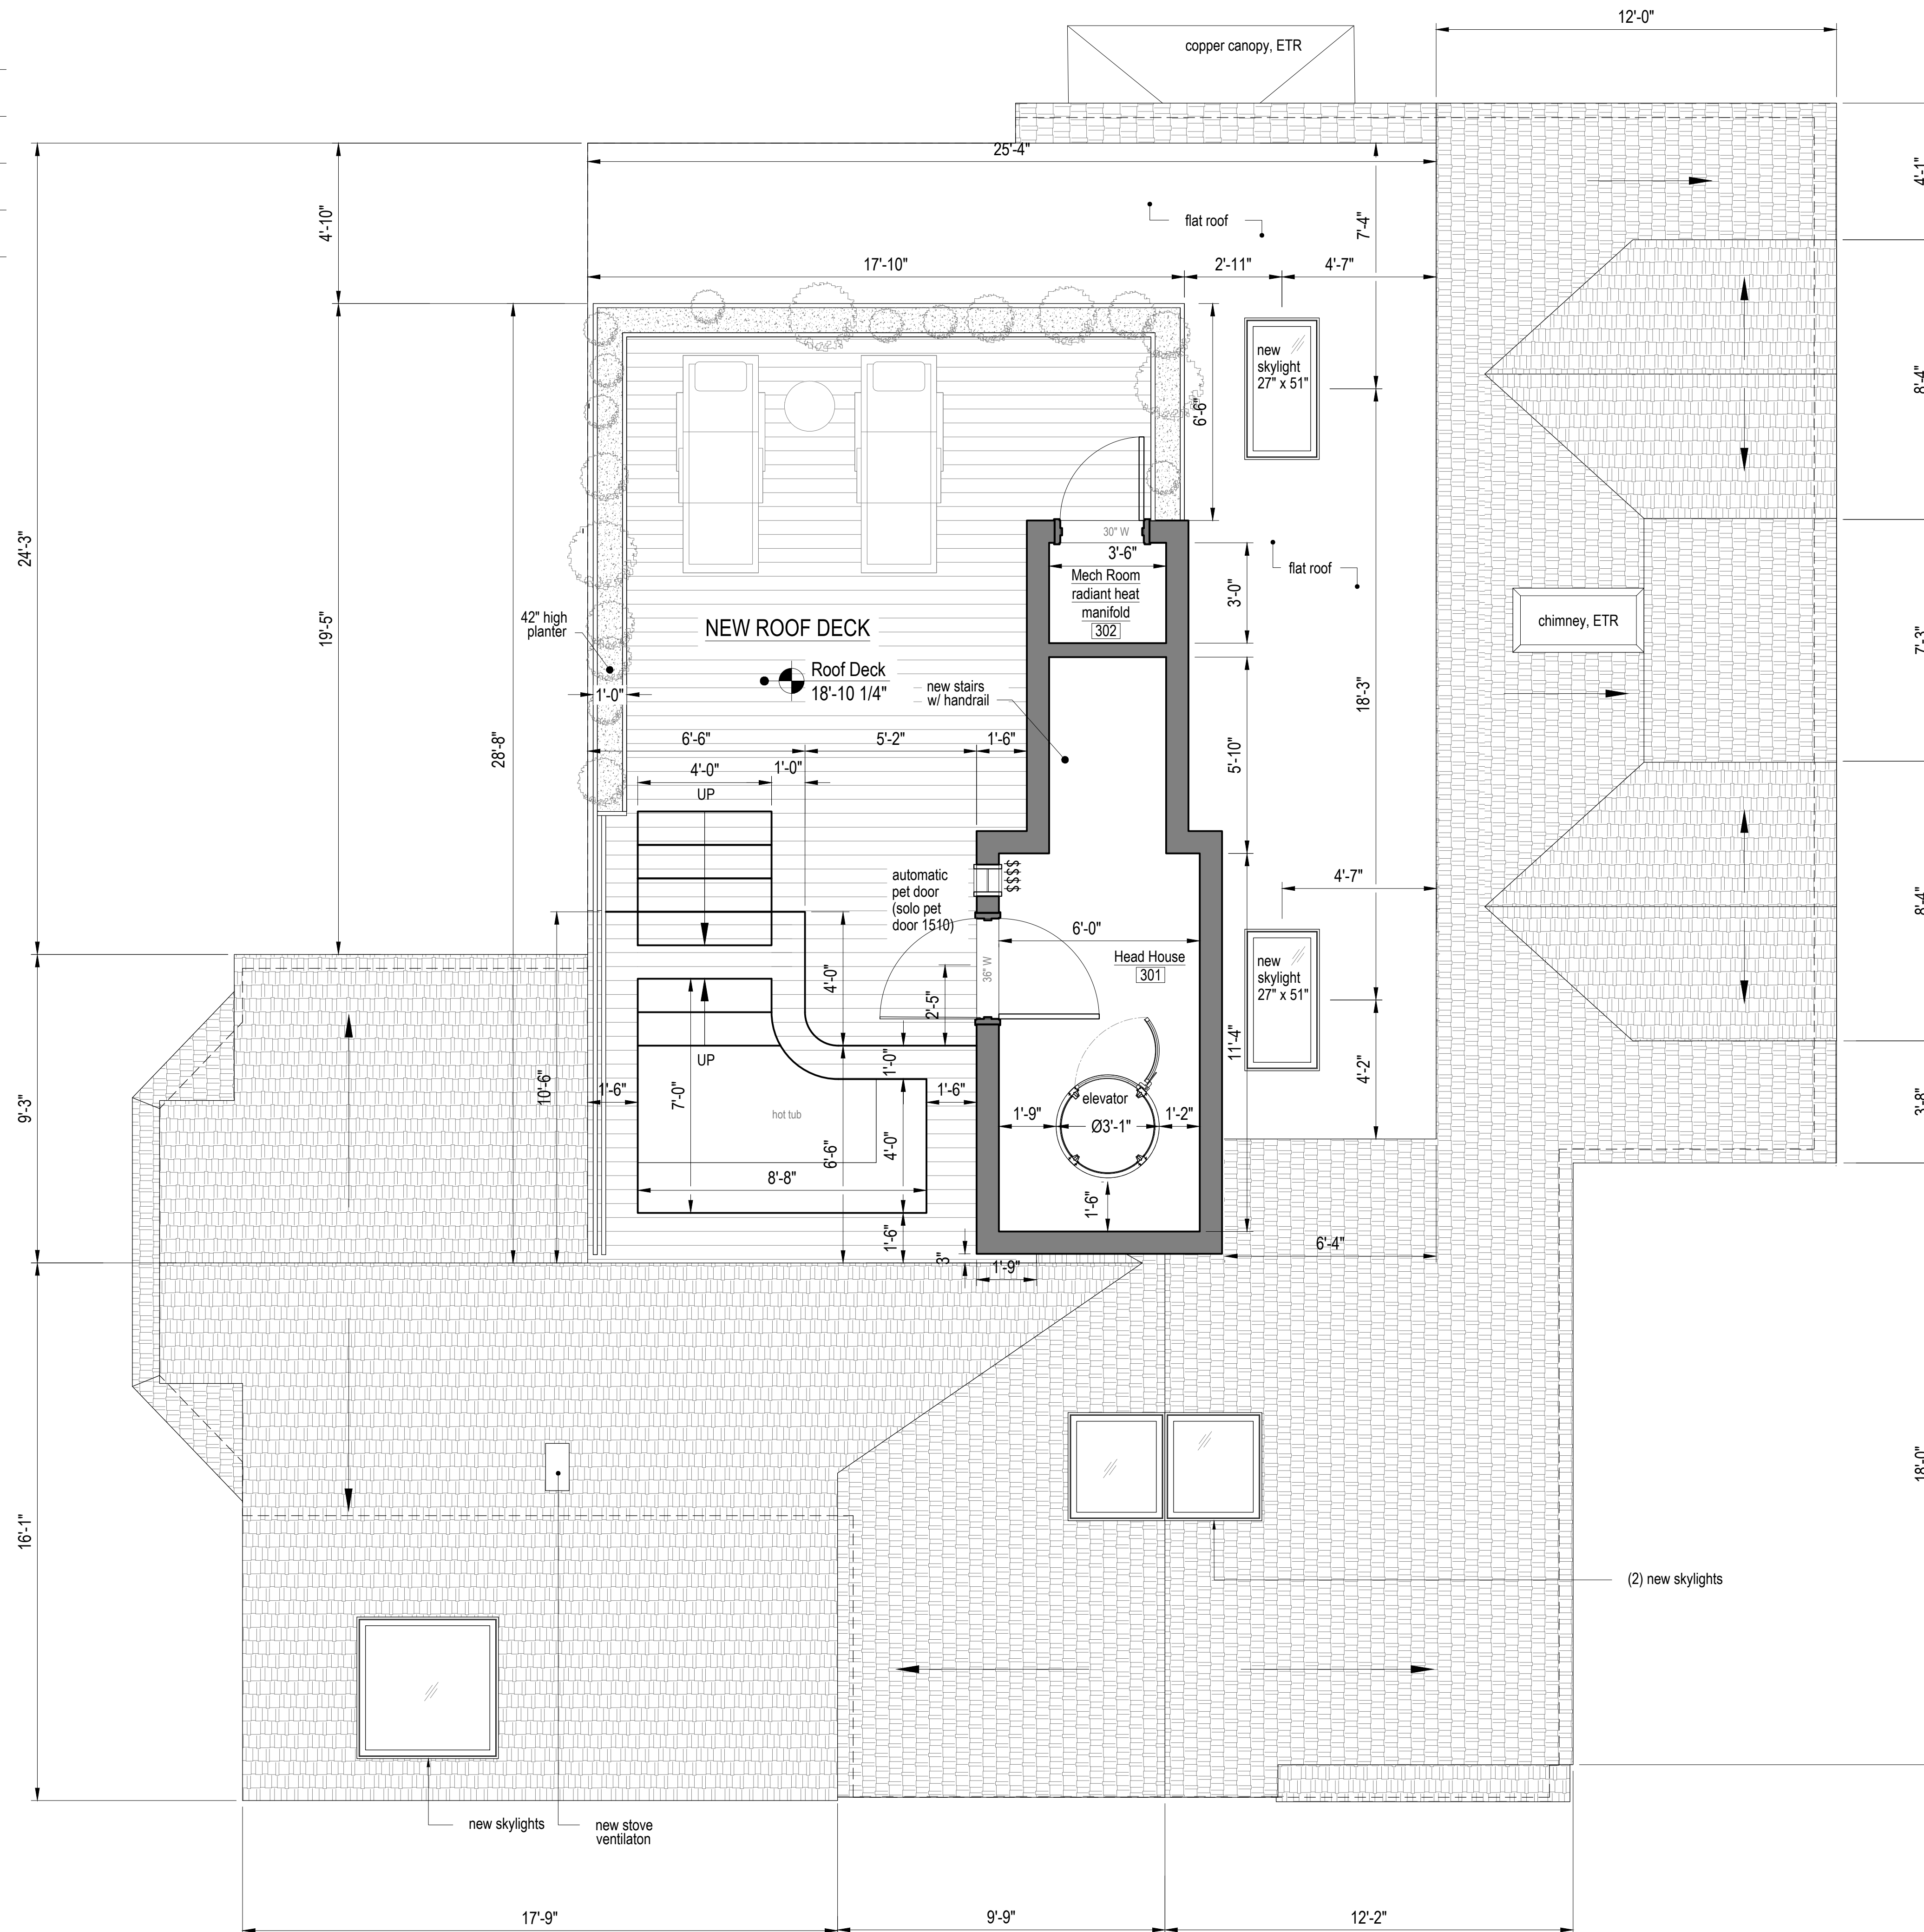 12'-0"
copper canopy, ETR
25'-4"
4'-1"
4'-10"
flat roof
7'-4"
17'-10"
2'-11"
4'-7"
new
skylight
27" x 51"
8'-4"
6'-6"
24'-3"
30" W
3'-6"
Mech Room
radiant heat
manifold
302
3'-0"
flat roof
19'-5"
42" high
planter
NEW ROOF DECK
chimney, ETR
7'-3"
Roof Deck
18'-10 1/4"
1'-0"
new stairs
w/ handrail
18'-3"
28'-8"
6'-6"
5'-2"
1'-6"
5'-10"
4'-0"
1'-0"
UP
automatic
pet door
(solo pet
door 1510)
$$$$
4'-7"
8'-4"
6'-0"
Head House
301
36" W
4'-0"
2'-5"
new
skylight
27" x 51"
11'-4"
4'-2"
UP
1'-0"
10'-6"
1'-6"
7'-0"
1'-6"
hot tub
elevator
Ø3'-1"
1'-9"
1'-2"
9'-3"
3'-8"
6'-6"
4'-0"
8'-8"
1'-6"
1'-6"
3"
1'-9"
6'-4"
18'-0"
16'-1"
(2) new skylights
new skylights
new stove
ventilaton
17'-9"
9'-9"
12'-2"